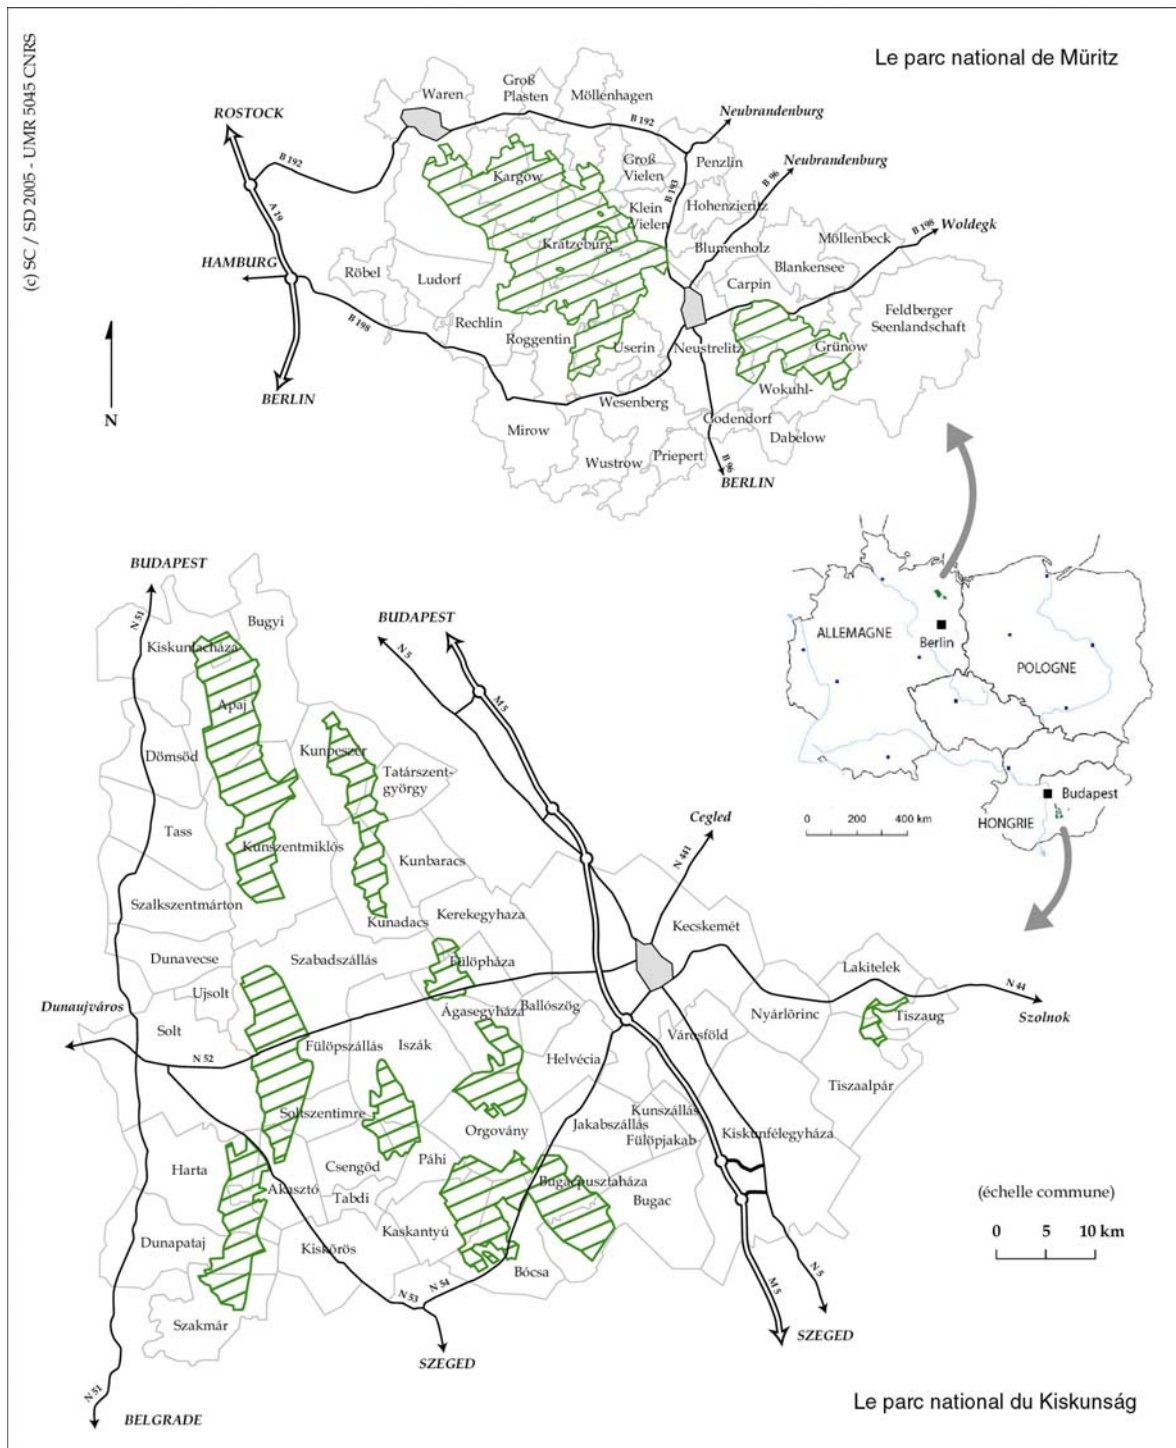 Le parc national de Müritz
(c) SC / SD 2005 - UMR 5045 CNRS
Waren
Groß
Plasten
Möllenhagen
ROSTOCK
B 192
Neubrandenburg
B 192
Kargow
Groß
Vielen
Penzlin
Neubrandenburg
B 96
B 193
A 19
Klein
Vielen
Hohenzieritz
Kratzeburg
Blumenholz
Möllenbeck
B 198
Woldegk
HAMBURG
Röbel
Ludorf
Blankensee
Carpin
Feldberger
Seenlandschaft
B 198
Rechlin
Roggentin
Userin
Neustrelitz
Grünow
N
BERLIN
Wesenberg
Wokuhl-
Mirow
Godendorf
Dabelow
Wustrow
Priepert
B 96
BERLIN
BUDAPEST
N 51
Bugyi
BUDAPEST
N 5
M 5
Kiskunlacháza
Apaj
Dömsöd
Kunpeszér
Tatárszent-
györgy
Tass
Kunszentmiklós
Kunbaracs
Cegled
N 441
ALLEMAGNE
Berlin
POLOGNE
Budapest
HONGRIE
0 200 400 km
Szalkszentmárton
Kunadacs
Kerekegyhaza
Kecskemét
Dunavecse
Szabadszállás
Fülöpháza
Lakitelek
Ujsolt
Dunaujváros
Ágasegyháza
Ballószög
Nyárlõrinc
Tiszaug
N 44
Szolnok
Solt
N 52
Fülöpszállás
Iszák
Helvécia
Városföld
Tiszaalpár
Soltszentimre
Orgovány
Jakabszállás
Kunszállás
Fülöpjakab
Kiskunfélegyháza
Harta
Csengõd
Páhi
Akasztó
Tabdi
Bugacpusztaháza
Bugac
(échelle commune)
Kaskantyú
Dunapataj
Kiskõrös
Bócsa
0 5 10 km
N 53
N 54
M 5
N 5
Szakmár
SZEGED
SZEGED
N 51
BELGRADE
Le parc national du Kiskunság